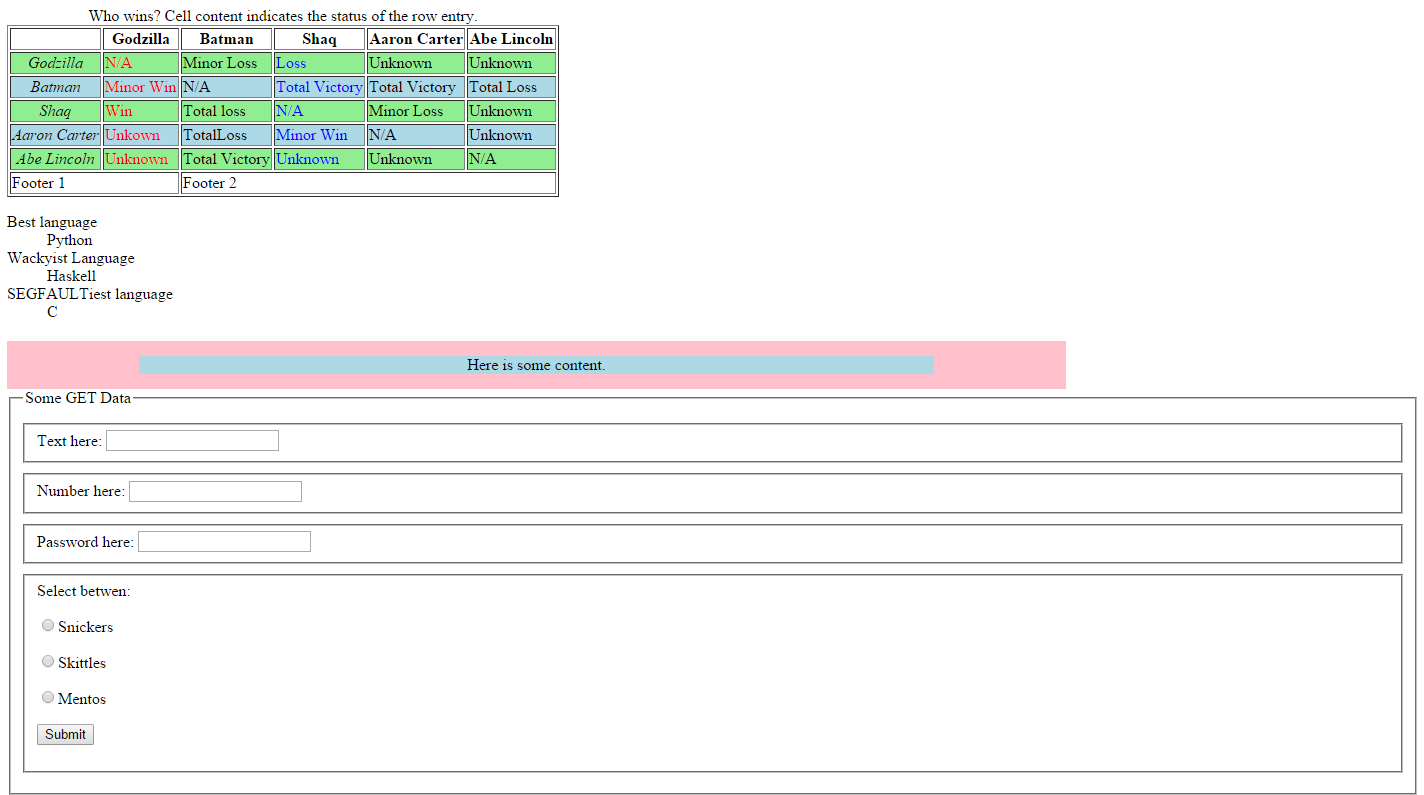 Who wins? Cell content indicates the status of the row entry.
Godzilla Batman Shaq Aaron Carter Abe Lincoln
Godzilla N/A Minor Loss Loss Unknown Unknown
Batman Minor Win N/A Total Victory Total Victory Total Loss
Shaq Win Total loss N/A Minor Loss Unknown
Aaron Carter Unkown TotalLoss Minor Win N/A Unknown
Abe Lincoln Unknown Total Victory Unknown Unknown N/A
Footer 1 Footer 2
Best language
Python
Wackyist Language
Haskell
SEGFAULTiest language
C
Here is some content.
Some GET Data
Text here:
Number here:
Password here:
Select betwen:
Snickers
Skittles
Mentos
Submit